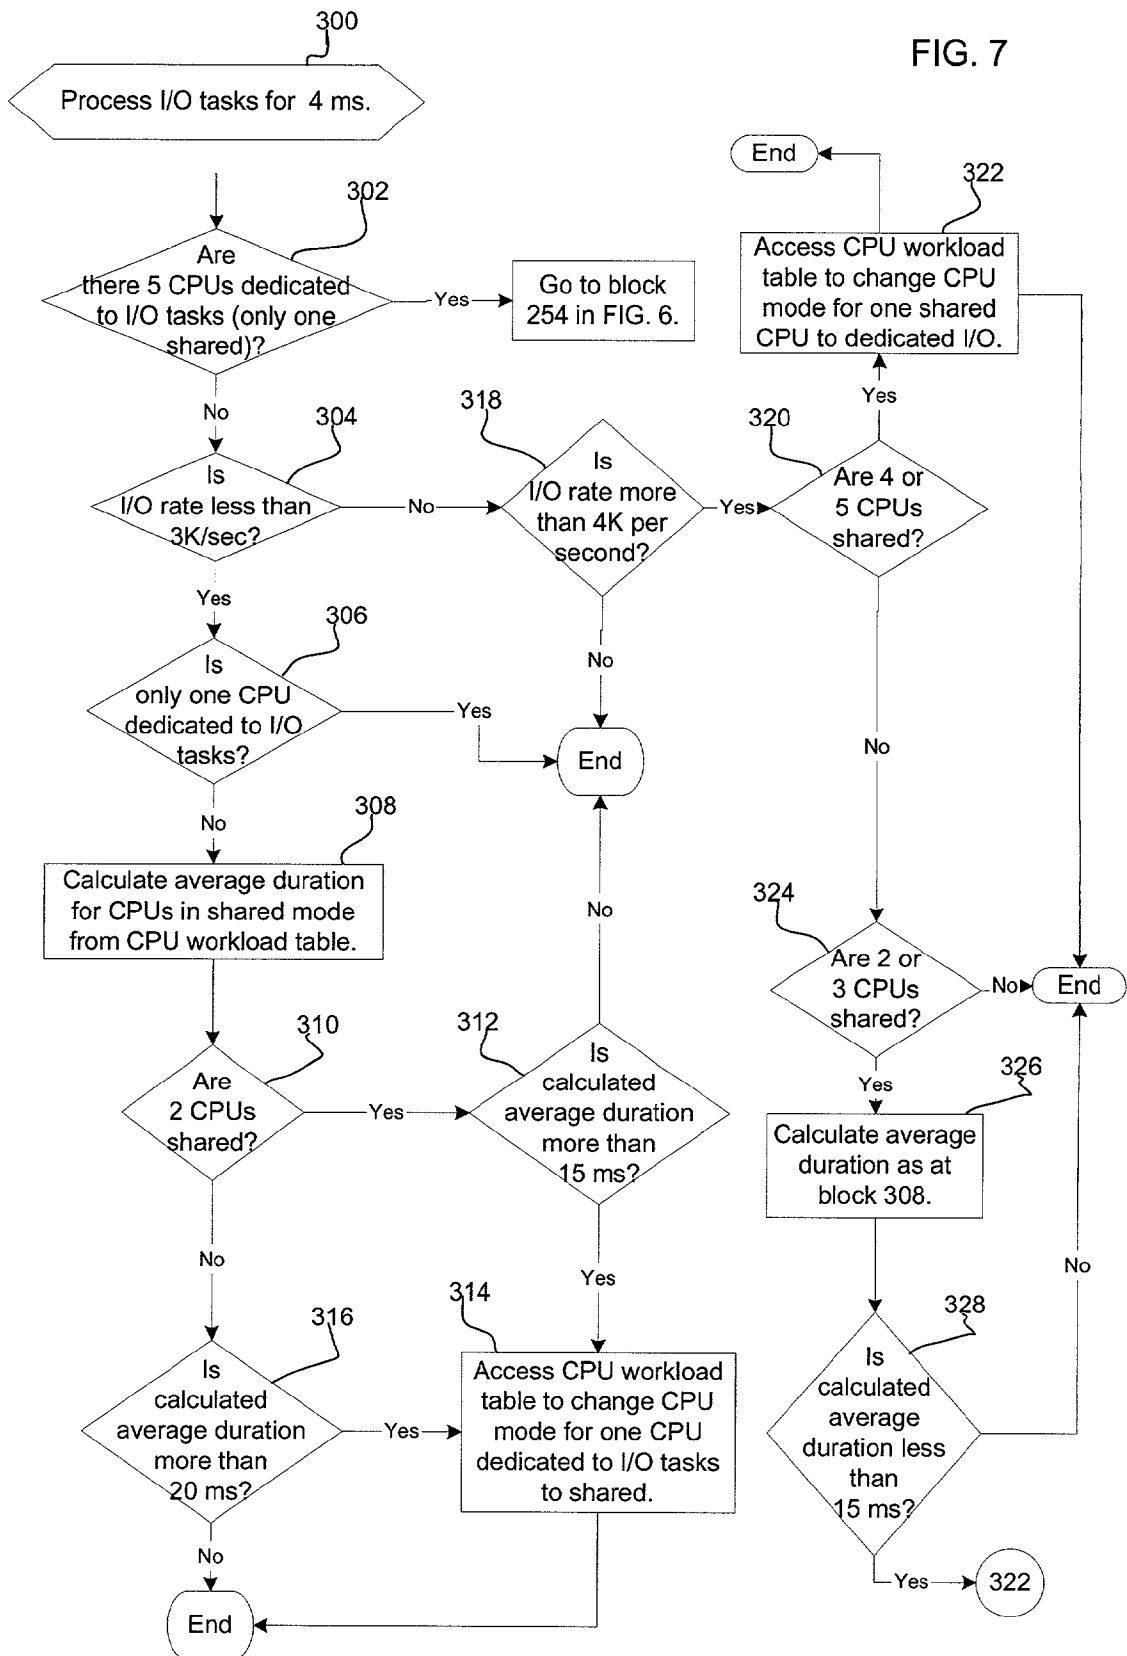 300
FIG. 7
Process I/O tasks for 4 ms.
End
322
302
Are
there 5 CPUs dedicated
to I/O tasks (only one
shared)?
Yes
Go to block
254 in FIG. 6.
Access CPU workload
table to change CPU
mode for one shared
CPU to dedicated I/O.
Yes
No
304
318
320
Is
I/O rate less than
3K/sec?
No
Is
I/O rate more
than 4K per
second?
Yes
Are 4 or
5 CPUs
shared?
Yes
306
No
Is
only one CPU
dedicated to I/O
tasks?
Yes
End
No
No
308
Calculate average duration
for CPUs in shared mode
from CPU workload table.
No
324
Are 2 or
3 CPUs
shared?
No
End
310
312
Are
2 CPUs
shared?
Yes
Is
calculated
average duration
more than
15 ms?
Yes
326
Calculate average
duration as at
block 308.
No
Yes
No
314
328
316
Is
calculated
average duration
more than
20 ms?
Yes
Access CPU workload
table to change CPU
mode for one CPU
dedicated to I/O tasks
to shared.
Is
calculated
average
duration less
than
15 ms?
No
Yes
322
End